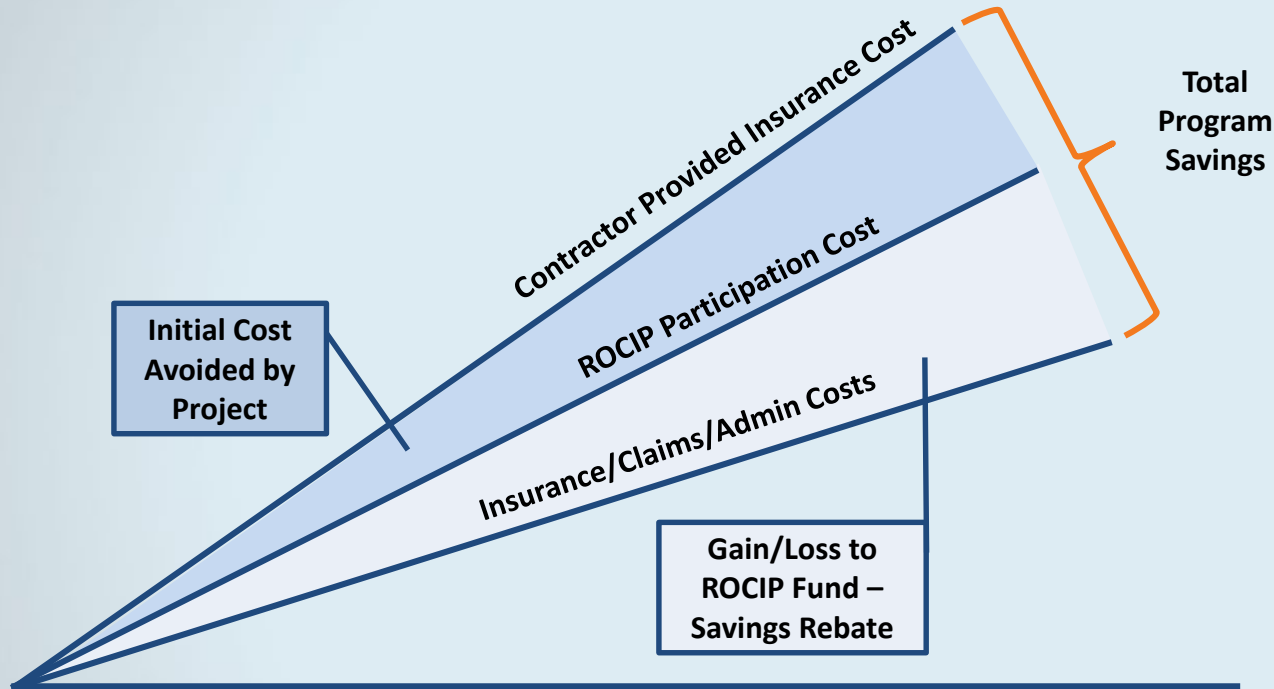 Contractor Provided Insurance Cost
Total
Program
Savings
ROCIP Participation Cost
Initial Cost
Avoided by
Project
Insurance/Claims/Admin Costs
Gain/Loss to
ROCIP Fund –
Savings Rebate